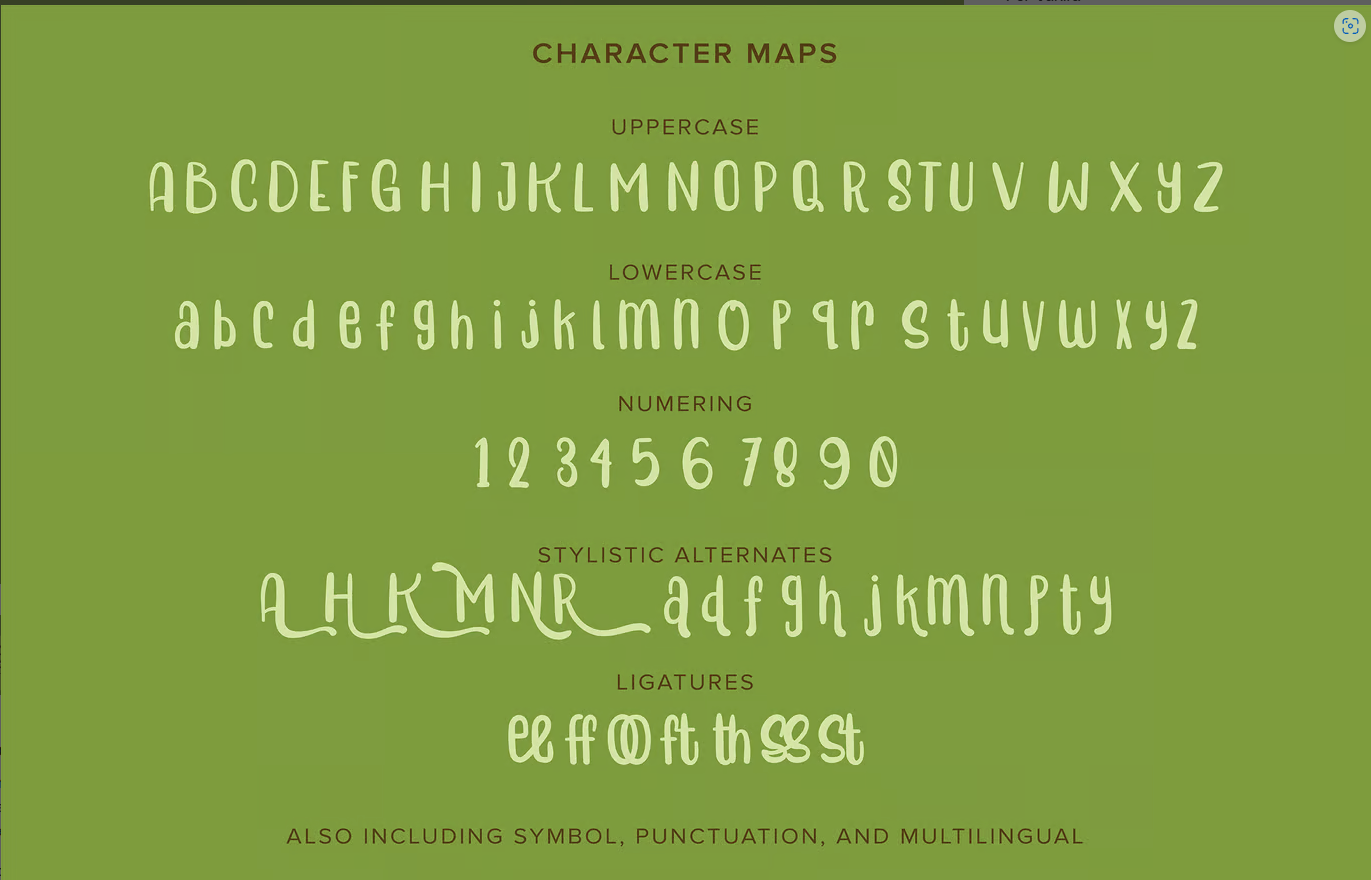 CHARACTER MAPS
UPPERCASE
A B C D E F G H I J K L M N O P Q R S T U V W X Y Z
LOWERCASE
a b c d e f g h i j k l m n o p q r s t u v w x y z
NUMERING
1 2 3 4 5 6 7 8 9 0
STYLISTIC ALTERNATES
A H K M N R a d f g h j k m n p t y
LIGATURES
ee ff oo ft th ss st
ALSO INCLUDING SYMBOL, PUNCTUATION, AND MULTILINGUAL